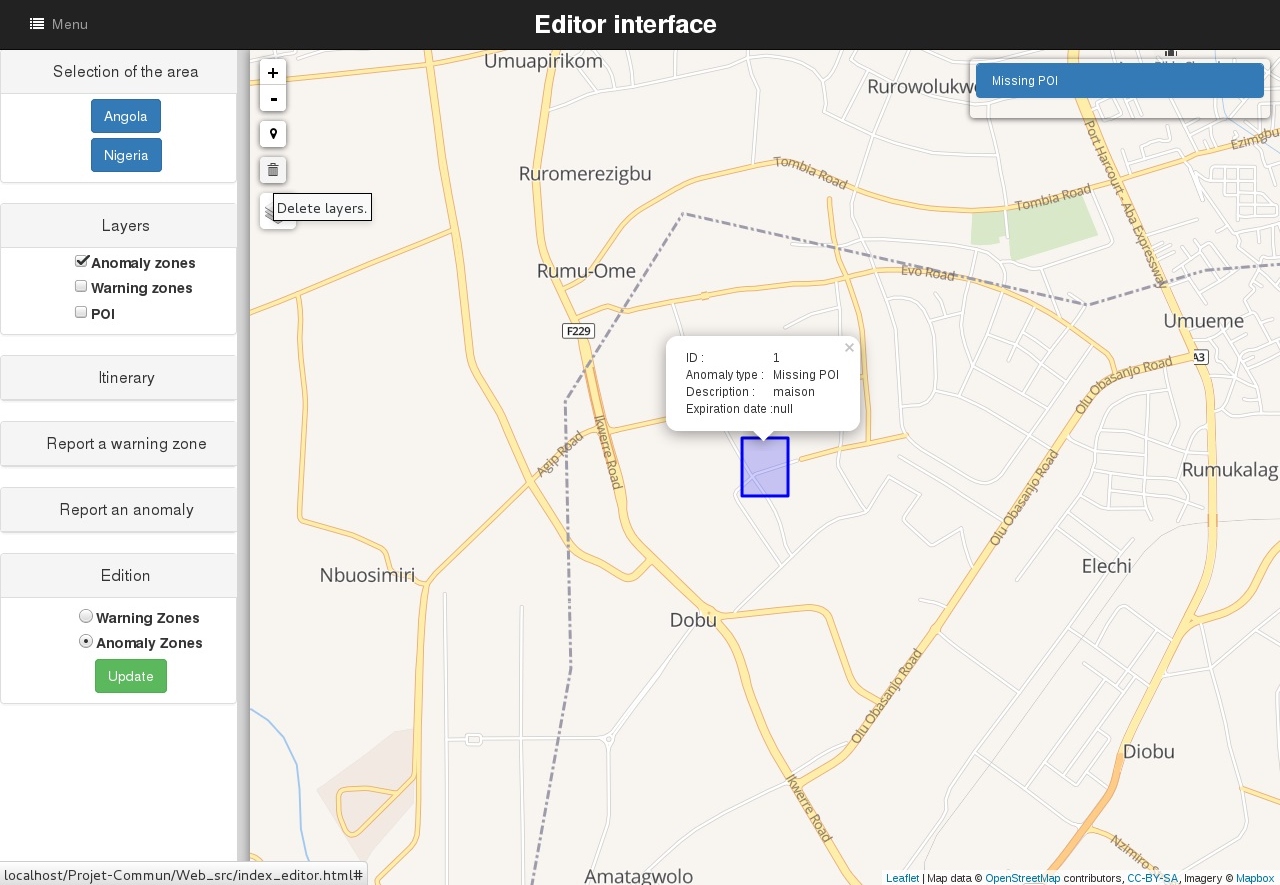 Menu
Editor interface
Selection of the area
Angola
Nigeria
Layers
Anomaly zones
Warning zones
POI
Itinerary
Report a warning zone
Report an anomaly
Edition
Warning Zones
Anomaly Zones
Update
+
-
Delete layers.
Missing POI
Umuapirikom
Ruromerezigbu
Tombia Road
Tombia Road
Port Harcourt - Aba Expressway
Rumu-Ome
Evo Road
F229
Umueme
A3
ID : 1
Anomaly type : Missing POI
Description : maison
Expiration date :null
×
Olu Obasanjo Road
Agip Road
Ikwerre Road
Rumukalag
Olu Obasanjo Road
Elechi
Nbuosimiri
Dobu
Olu Obasanjo Road
Diobu
Ikwerre Road
Nzimiro
Amatagwolo
localhost/Projet-Commun/Web_src/index_editor.html#
Leaflet | Map data © OpenStreetMap contributors, CC-BY-SA, Imagery © Mapbox